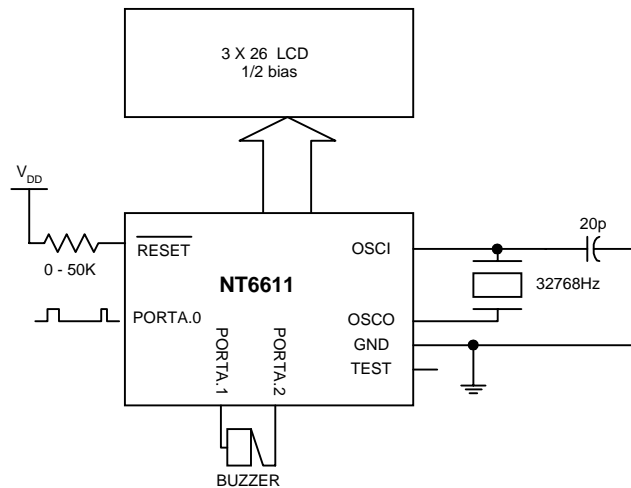 3 X 26 LCD
1/2 bias
VDD
RESET
0 - 50K
NT6611
OSCI
20p
32768Hz
PORTA.0
OSCO
GND
TEST
PORTA.1
PORTA.2
BUZZER